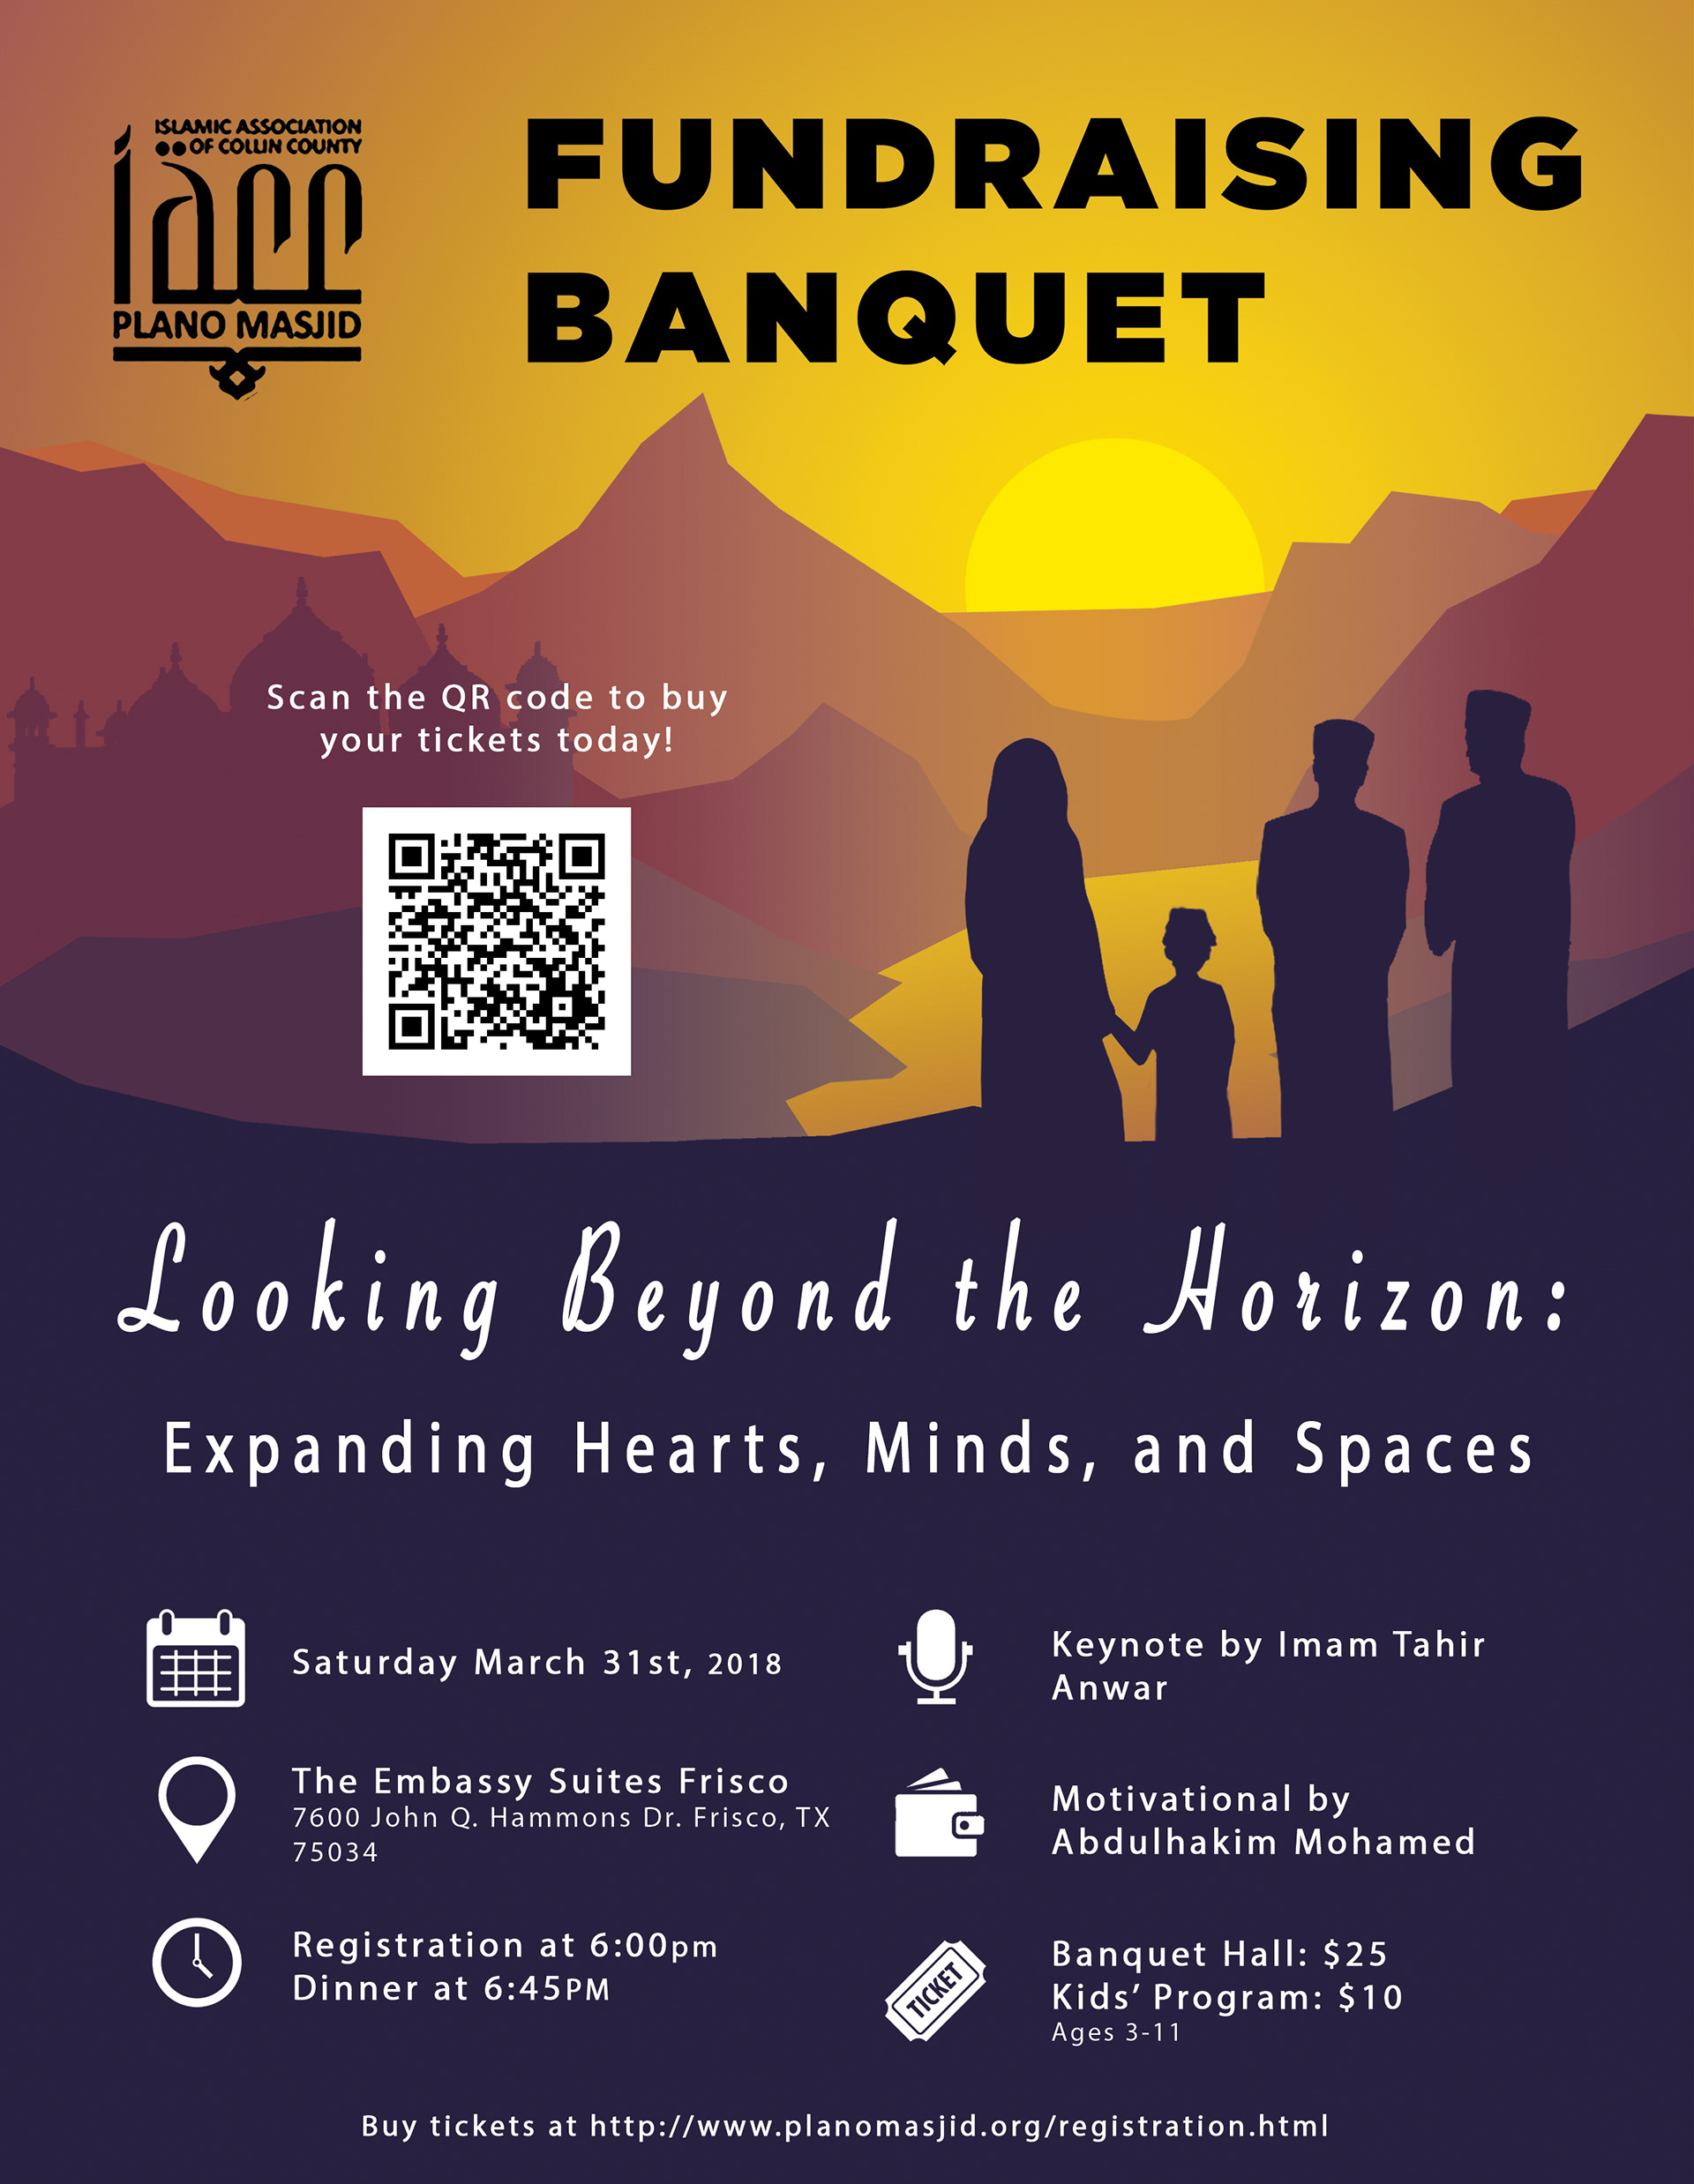 ISLAMIC ASSOCIATION
OF COLLIN COUNTY
iacc
PLANO MASJID
FUNDRAISING
BANQUET
Scan the QR code to buy
your tickets today!
Looking Beyond the Horizon:
Expanding Hearts, Minds, and Spaces
Saturday March 31st, 2018
The Embassy Suites Frisco
7600 John Q. Hammons Dr. Frisco, TX
75034
Registration at 6:00pm
Dinner at 6:45PM
Keynote by Imam Tahir
Anwar
Motivational by
Abdulhakim Mohamed
TICKET
Banquet Hall: $25
Kids’ Program: $10
Ages 3-11
Buy tickets at http://www.planomasjid.org/registration.html